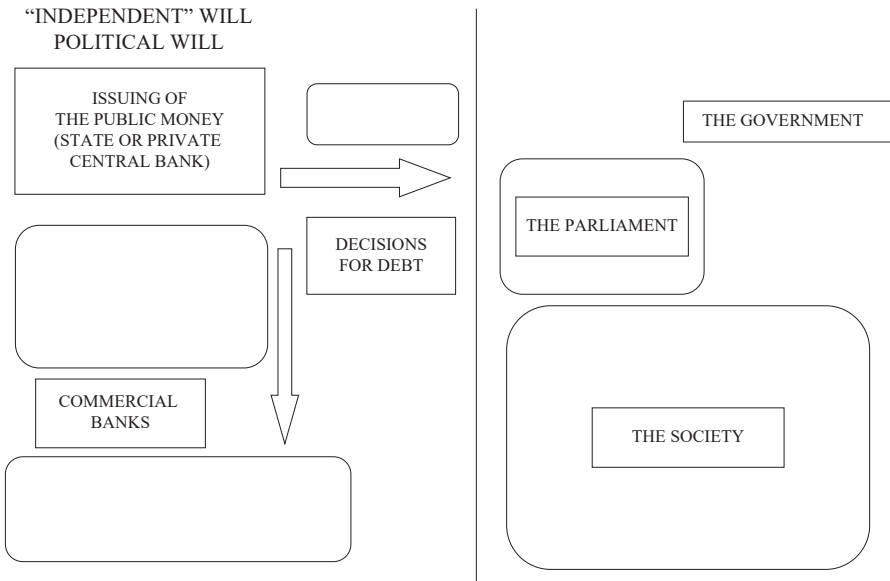 “INDEPENDENT” WILL
POLITICAL WILL
ISSUING OF
THE PUBLIC MONEY
(STATE OR PRIVATE
CENTRAL BANK)
THE GOVERNMENT
THE PARLIAMENT
DECISIONS
FOR DEBT
COMMERCIAL
BANKS
THE SOCIETY